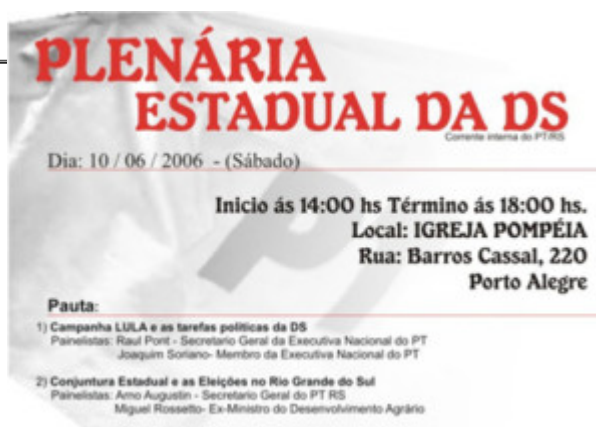 PLENÁRIA
ESTADUAL DA DS
Corrente interna do PT/RS
Dia: 10 / 06 / 2006 - (Sábado)
Inicio ás 14:00 hs Término ás 18:00 hs.
Local: IGREJA POMPÉIA
Rua: Barros Cassal, 220
Porto Alegre
Pauta:
1) Campanha LULA e as tarefas politicas da DS
Painelistas: Raul Pont - Secretario Geral da Executiva Nacional do PT
Joaquim Soriano- Membro da Executiva Nacional do PT
2) Conjuntura Estadual e as Eleições no Rio Grande do Sul
Painelistas: Arno Augustin - Secretario Geral do PT RS
Miguel Rossetto- Ex-Ministro do Desenvolvimento Agrário